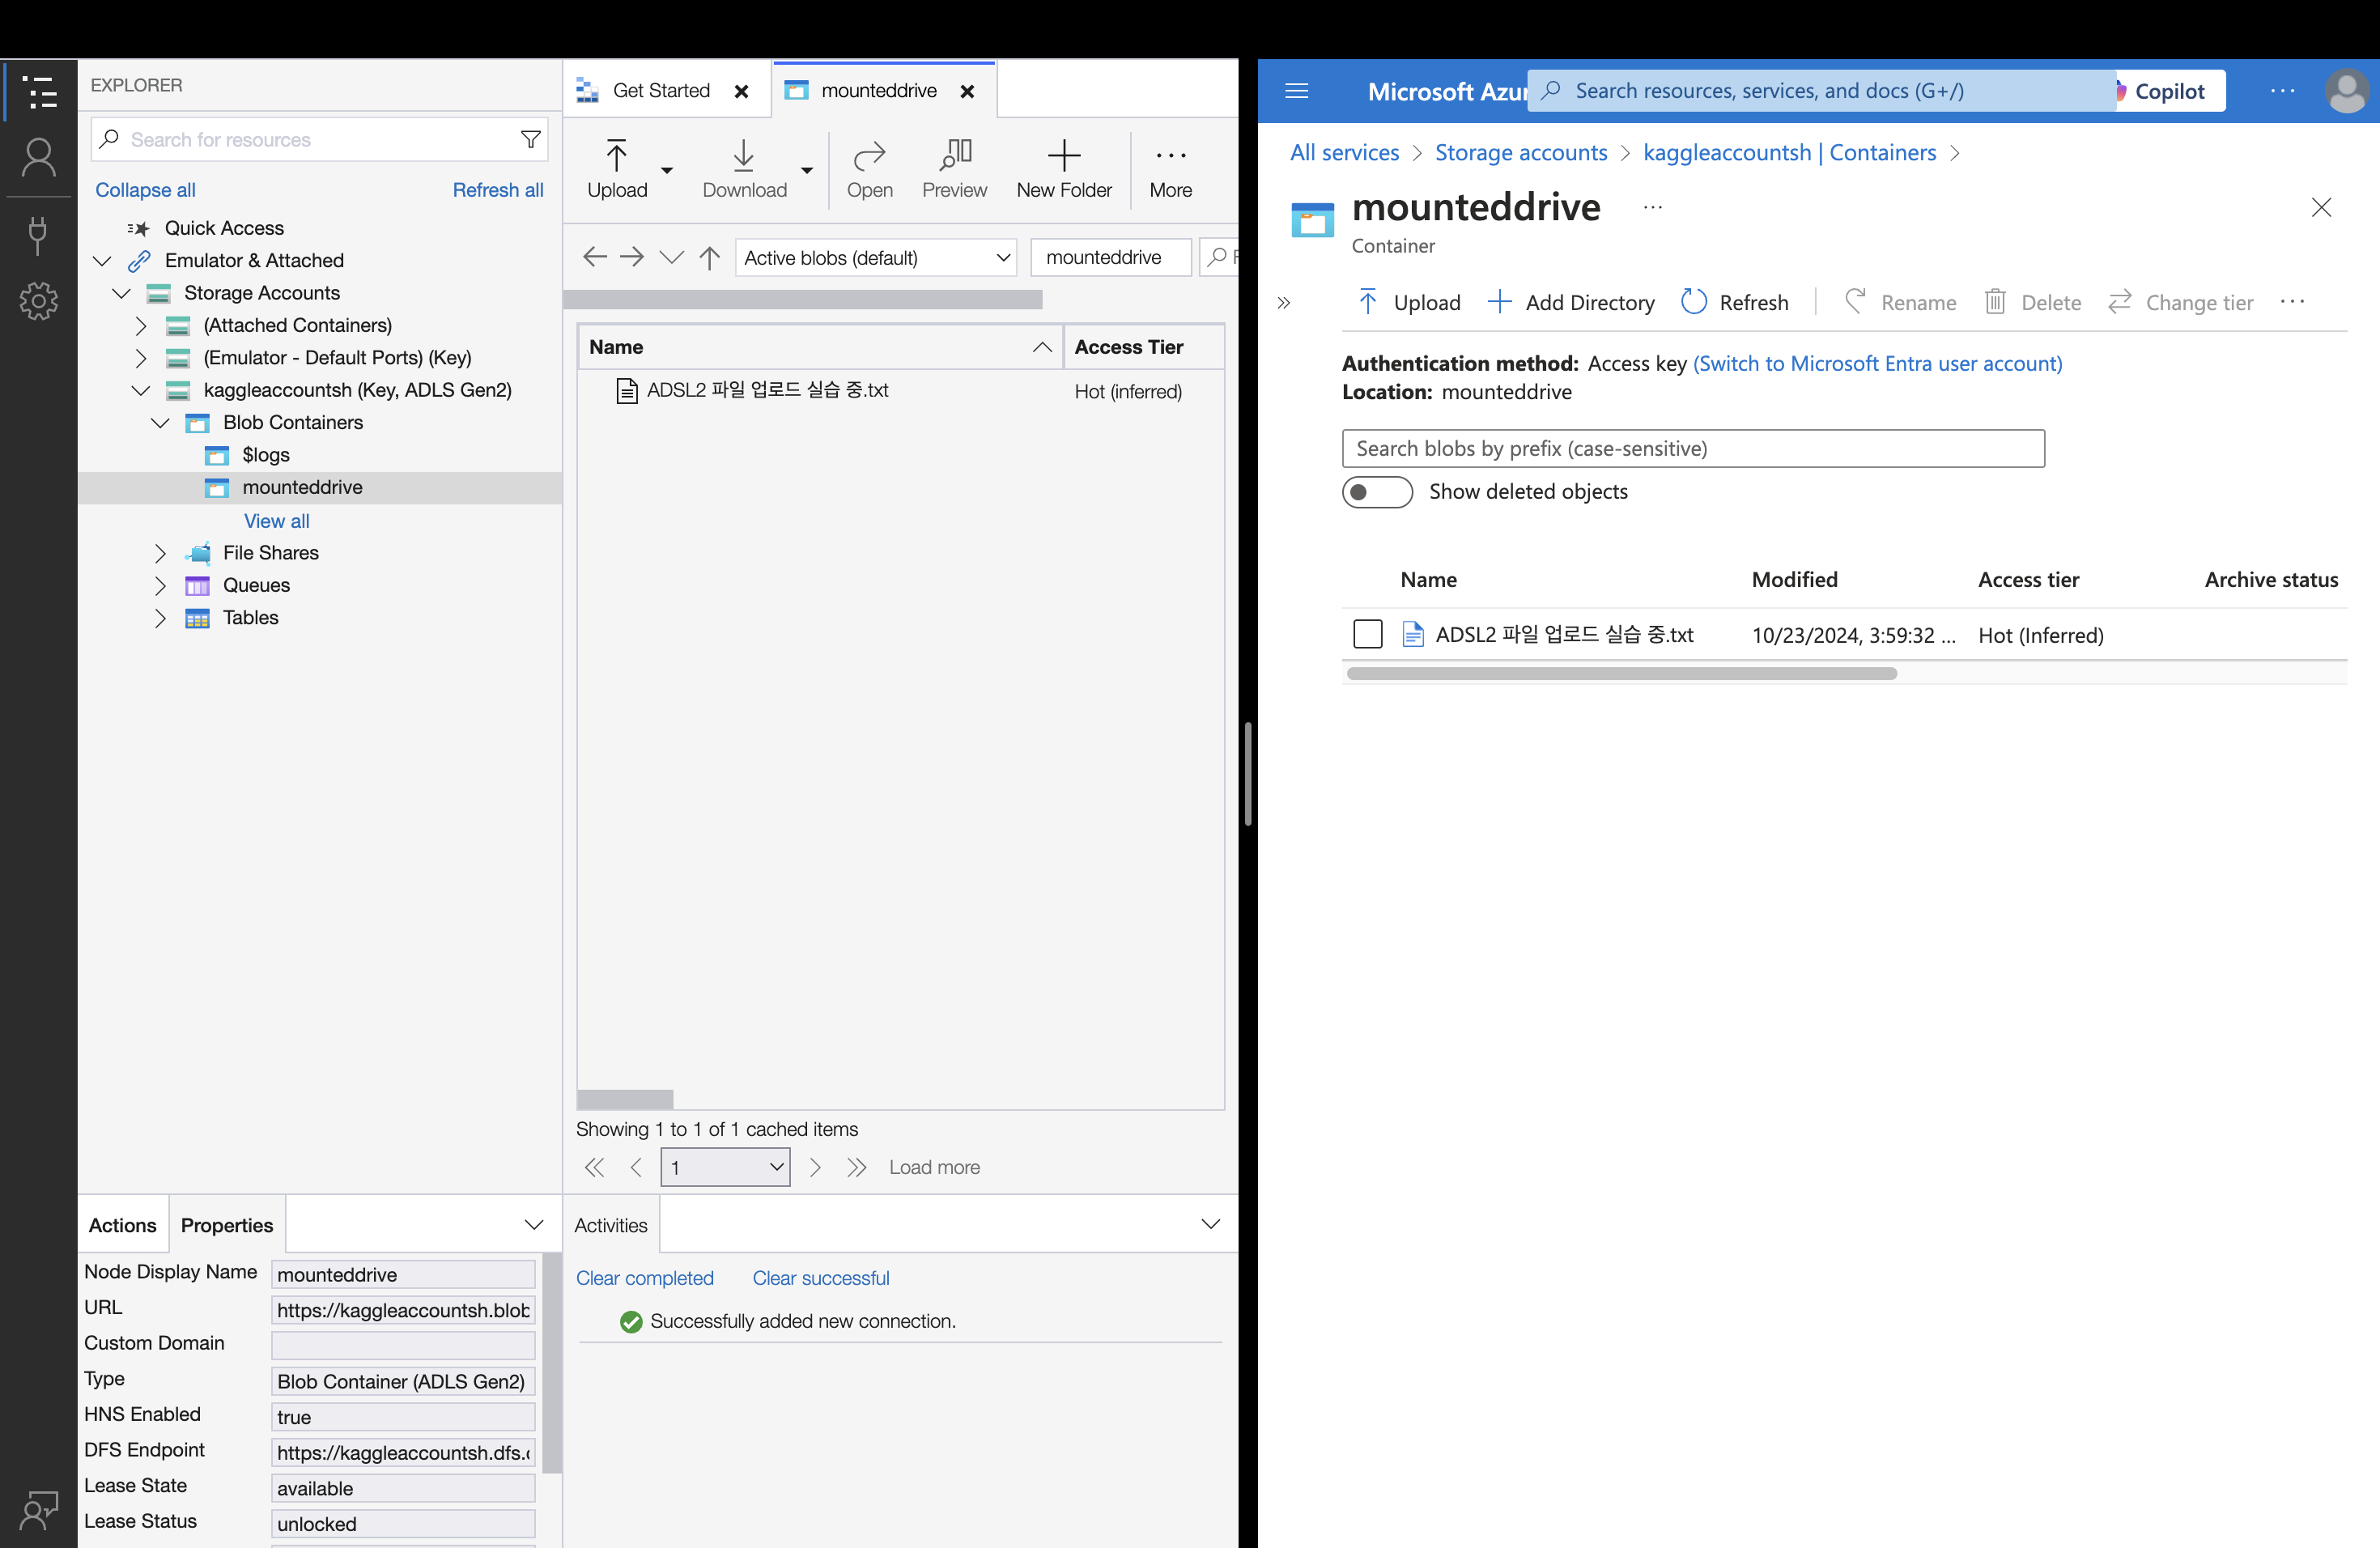 EXPLORER
Search for resources
Collapse all
Refresh all
Quick Access
Emulator & Attached
Storage Accounts
(Attached Containers)
(Emulator - Default Ports) (Key)
kaggleaccountsh (Key, ADLS Gen2)
Blob Containers
$logs
mounteddrive
View all
File Shares
Queues
Tables
Actions
Properties
Node Display Name mounteddrive
URL https://kaggleaccountsh.blob
Custom Domain
Type Blob Container (ADLS Gen2)
HNS Enabled true
DFS Endpoint https://kaggleaccountsh.dfs.
Lease State available
Lease Status unlocked
Get Started
mounteddrive
Upload
Download
Open
Preview
New Folder
More
Active blobs (default)
mounteddrive
Name
Access Tier
ADSL2 파일 업로드 실습 중.txt
Hot (inferred)
Showing 1 to 1 of 1 cached items
1
Load more
Activities
Clear completed
Clear successful
Successfully added new connection.
Microsoft Azur
Search resources, services, and docs (G+/)
Copilot
All services > Storage accounts > kaggleaccountsh | Containers >
mounteddrive
Container
Upload
Add Directory
Refresh
Rename
Delete
Change tier
Authentication method: Access key (Switch to Microsoft Entra user account)
Location: mounteddrive
Search blobs by prefix (case-sensitive)
Show deleted objects
Name
Modified
Access tier
Archive status
ADSL2 파일 업로드 실습 중.txt
10/23/2024, 3:59:32 ...
Hot (Inferred)